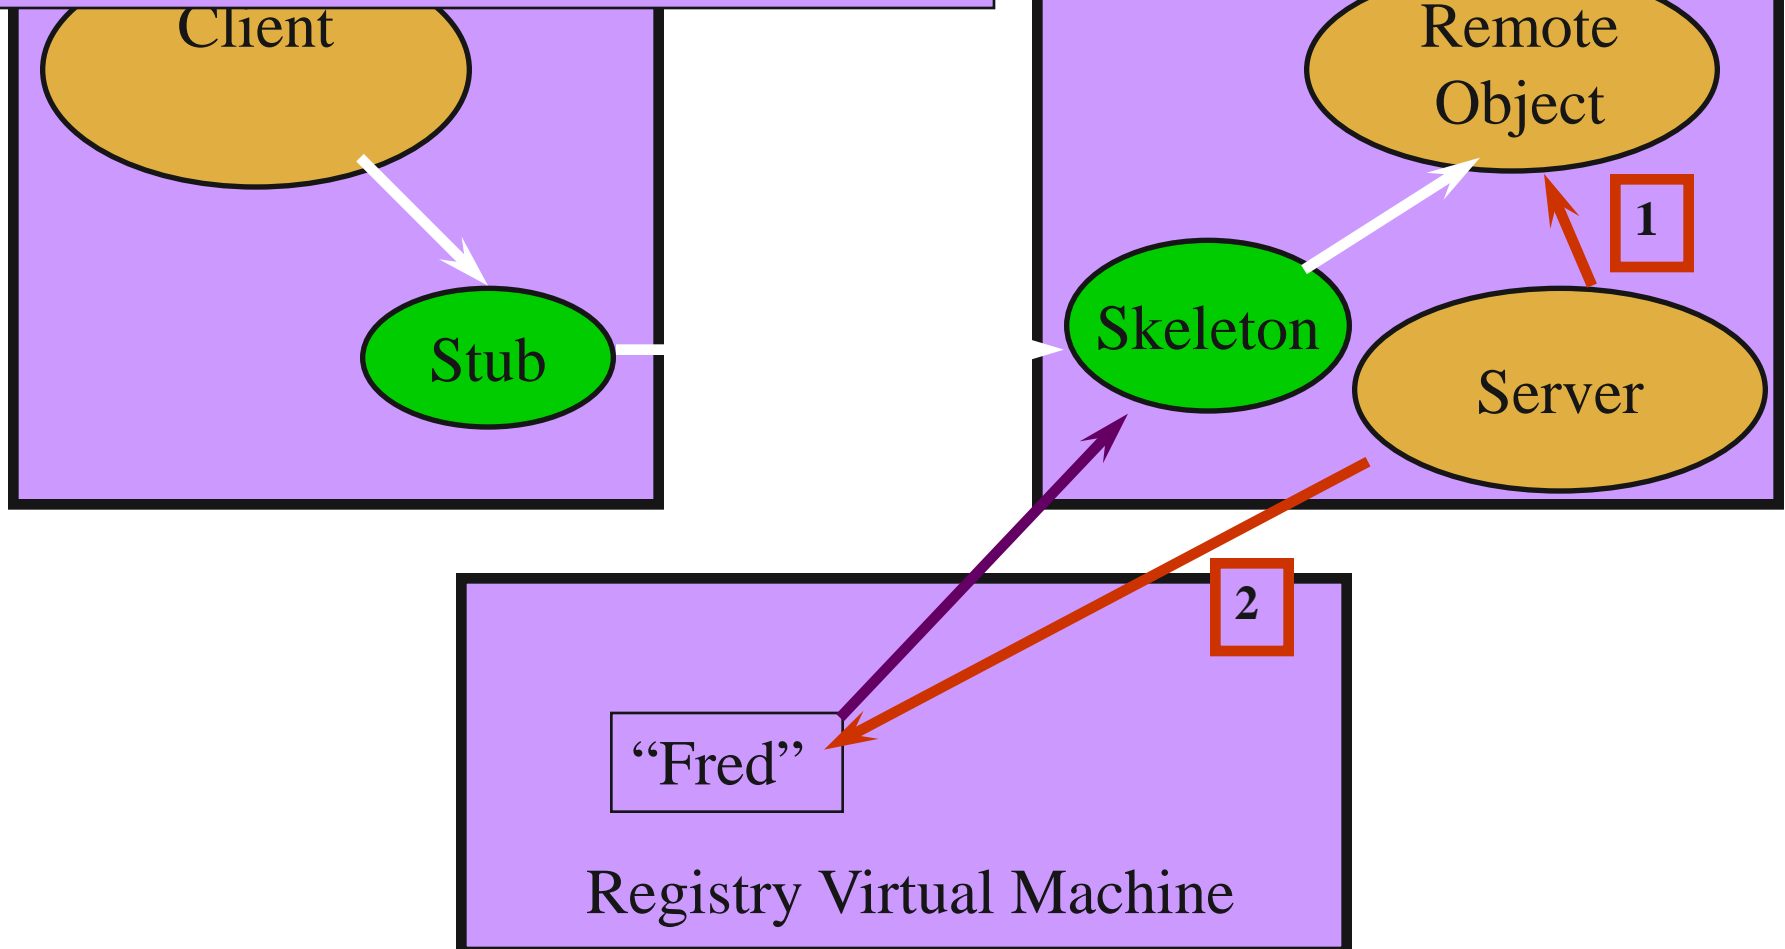 Client
Remote
Object
1
Skeleton
Stub
Server
2
“Fred”
Registry Virtual Machine